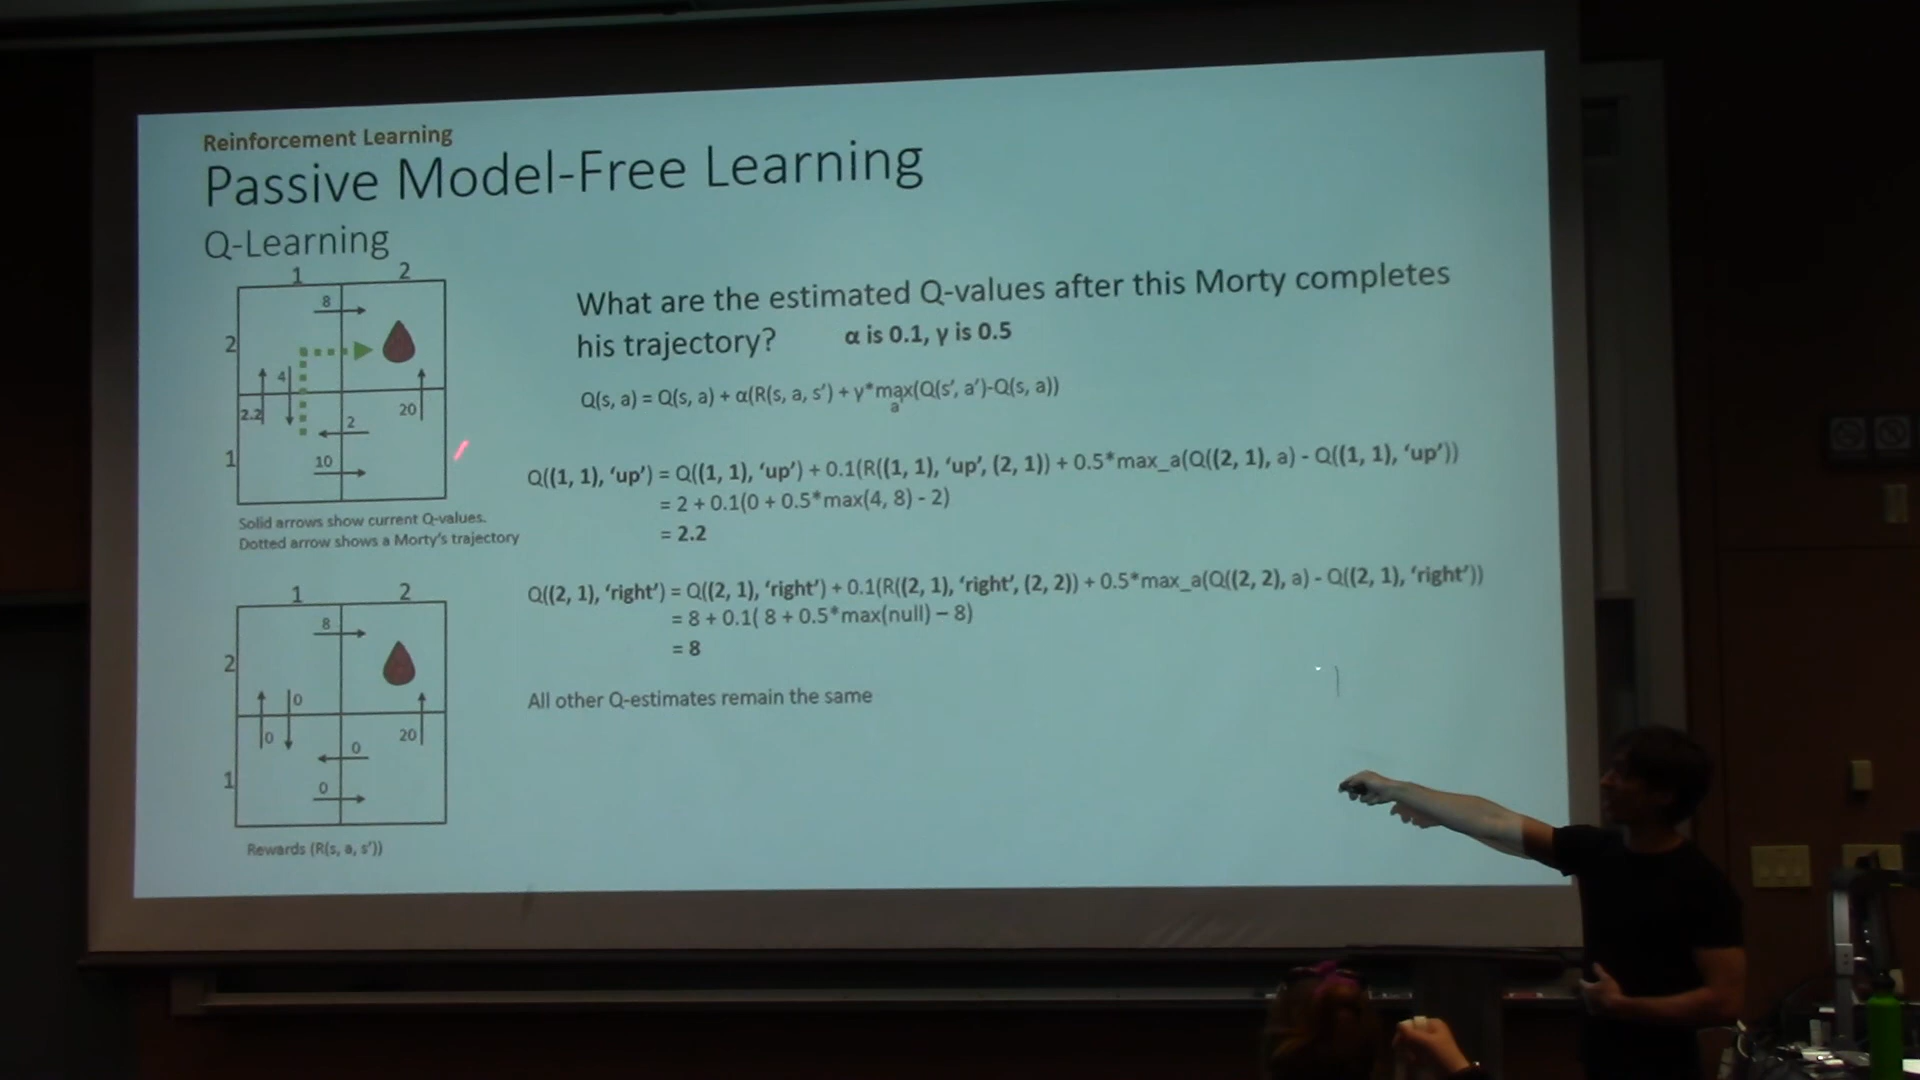 Reinforcement Learning
Passive Model-Free Learning
Q-Learning
1 2
8
2
4
2.2
20
2
1
10
Solid arrows show current Q-values.
Dotted arrow shows a Morty's trajectory
1 2
8
2
0
0
20
0
1
0
Rewards (R(s, a, s'))
What are the estimated Q-values after this Morty completes
his trajectory? α is 0.1, γ is 0.5
Q(s, a) = Q(s, a) + α(R(s, a, s') + γ*max(Q(s', a')-Q(s, a))
a'
Q((1, 1), 'up') = Q((1, 1), 'up') + 0.1(R((1, 1), 'up', (2, 1)) + 0.5*max_a(Q((2, 1), a) - Q((1, 1), 'up'))
= 2 + 0.1(0 + 0.5*max(4, 8) - 2)
= 2.2
Q((2, 1), 'right') = Q((2, 1), 'right') + 0.1(R((2, 1), 'right', (2, 2)) + 0.5*max_a(Q((2, 2), a) - Q((2, 1), 'right'))
= 8 + 0.1( 8 + 0.5*max(null) – 8)
= 8
All other Q-estimates remain the same